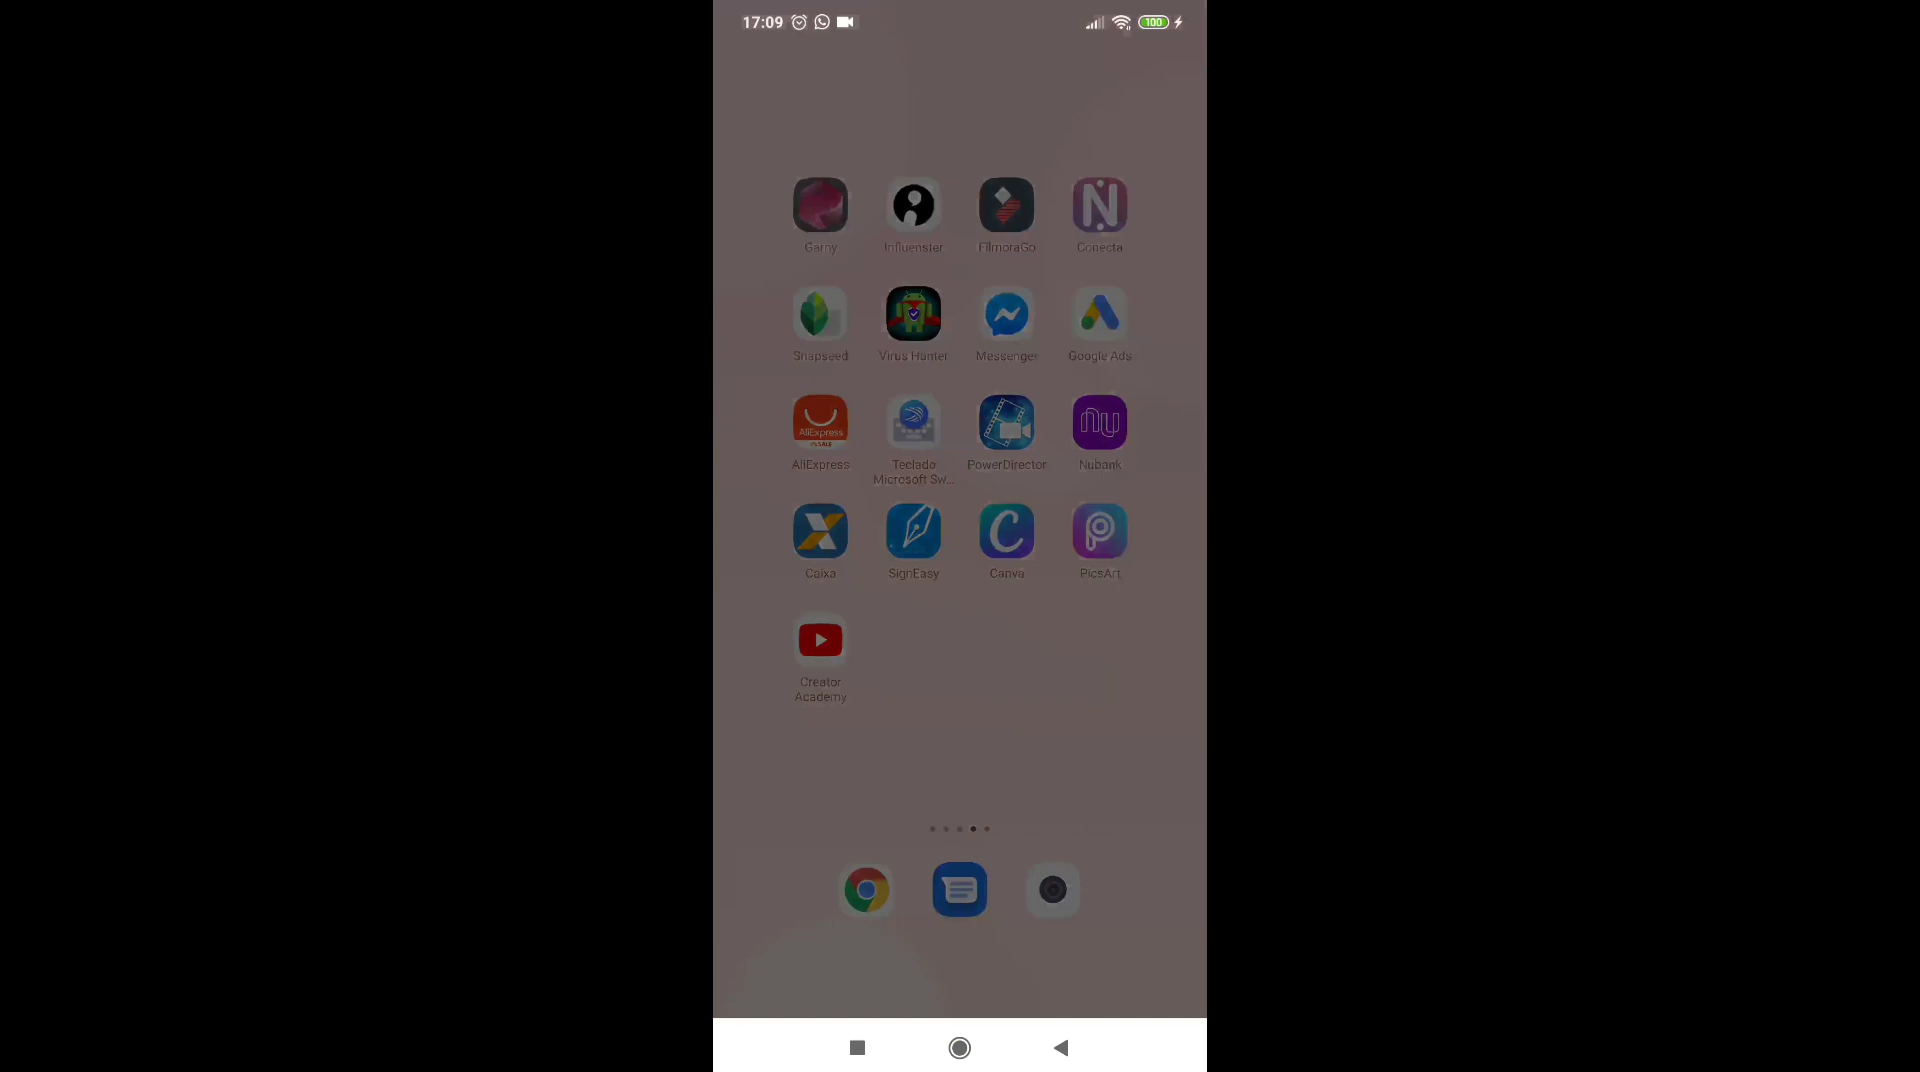 17:09
100
Garny
Influenster
FilmoraGo
Conecta
Snapseed
Virus Hunter
Messenger
Google Ads
AliExpress
AliExpress
Teclado
Microsoft Sw...
PowerDirector
Nubank
Caixa
SignEasy
Canva
PicsArt
Creator
Academy